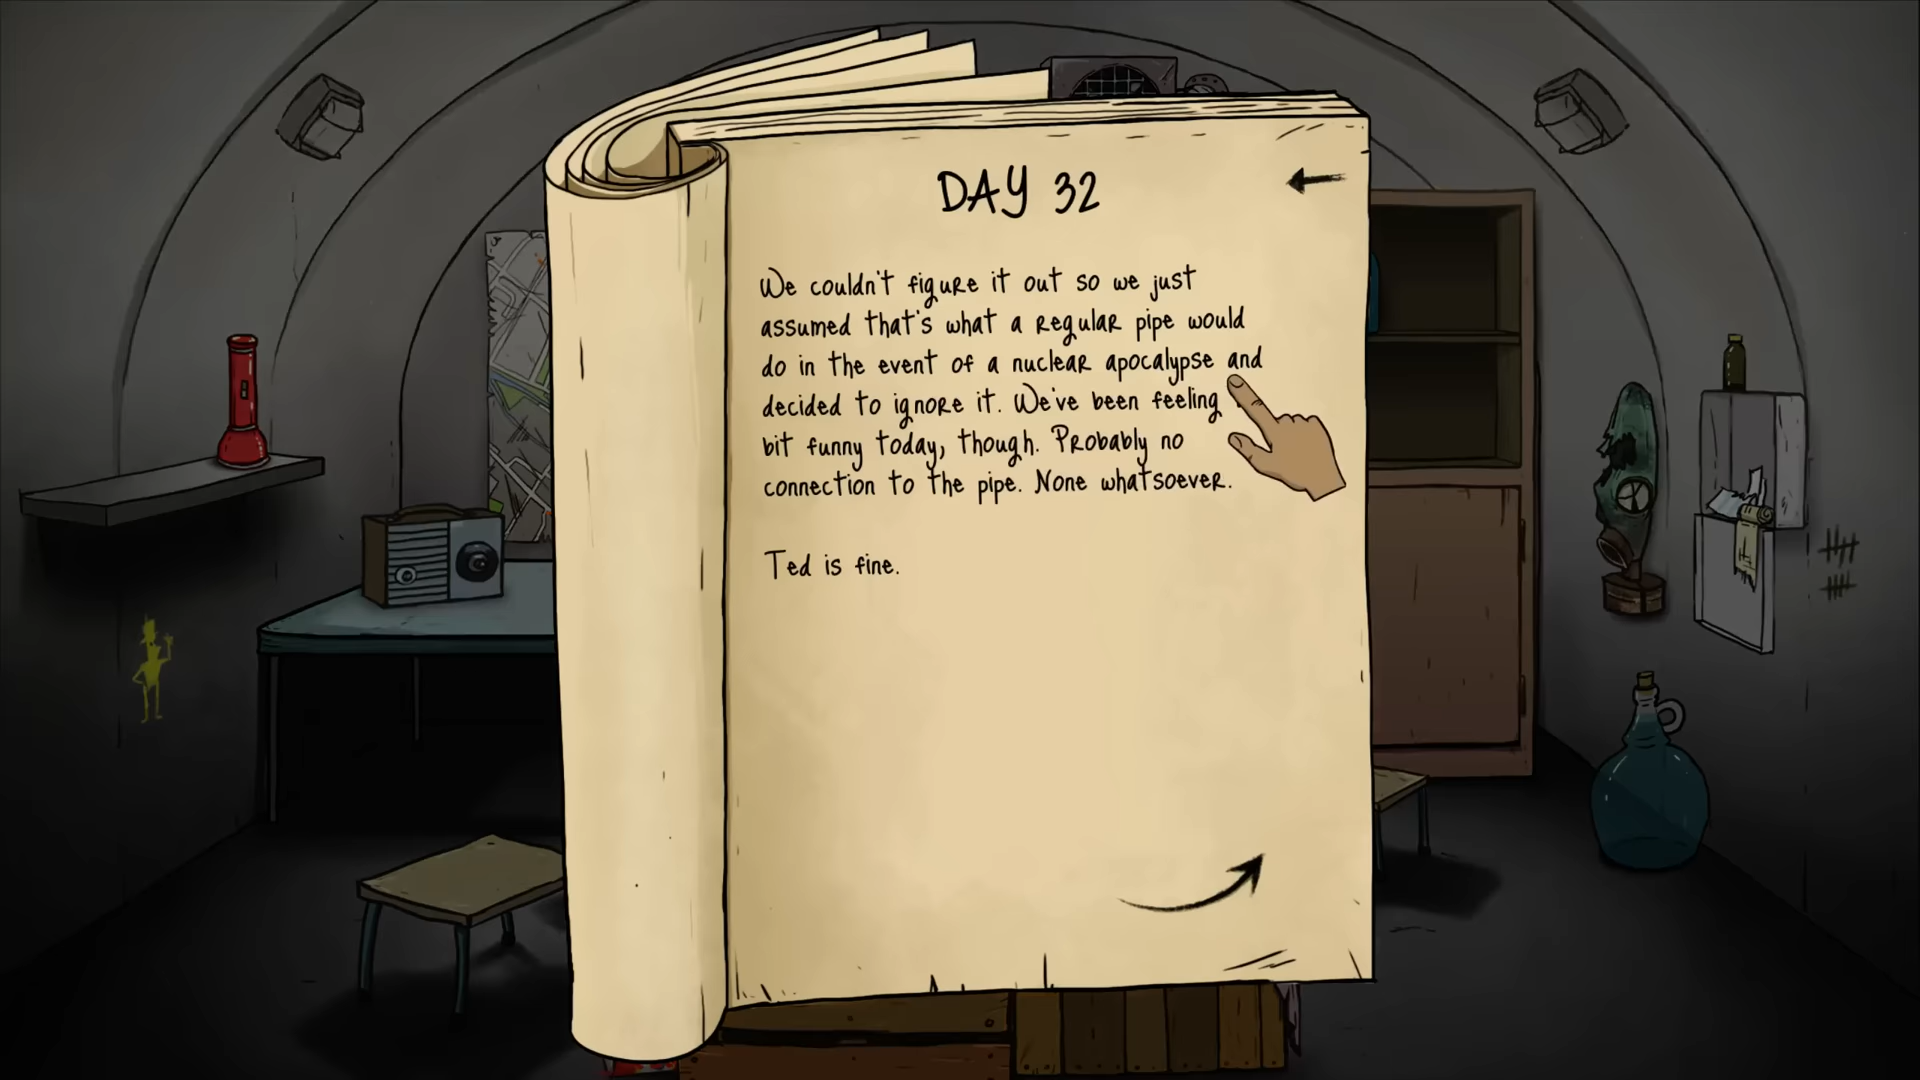 DAY 32
We couldn't figure it out so we just
assumed that's what a regular pipe would
do in the event of a nuclear apocalypse and
decided to ignore it. We've been feeling
bit funny today, though. Probably no
connection to the pipe. None whatsoever.
Ted is fine.